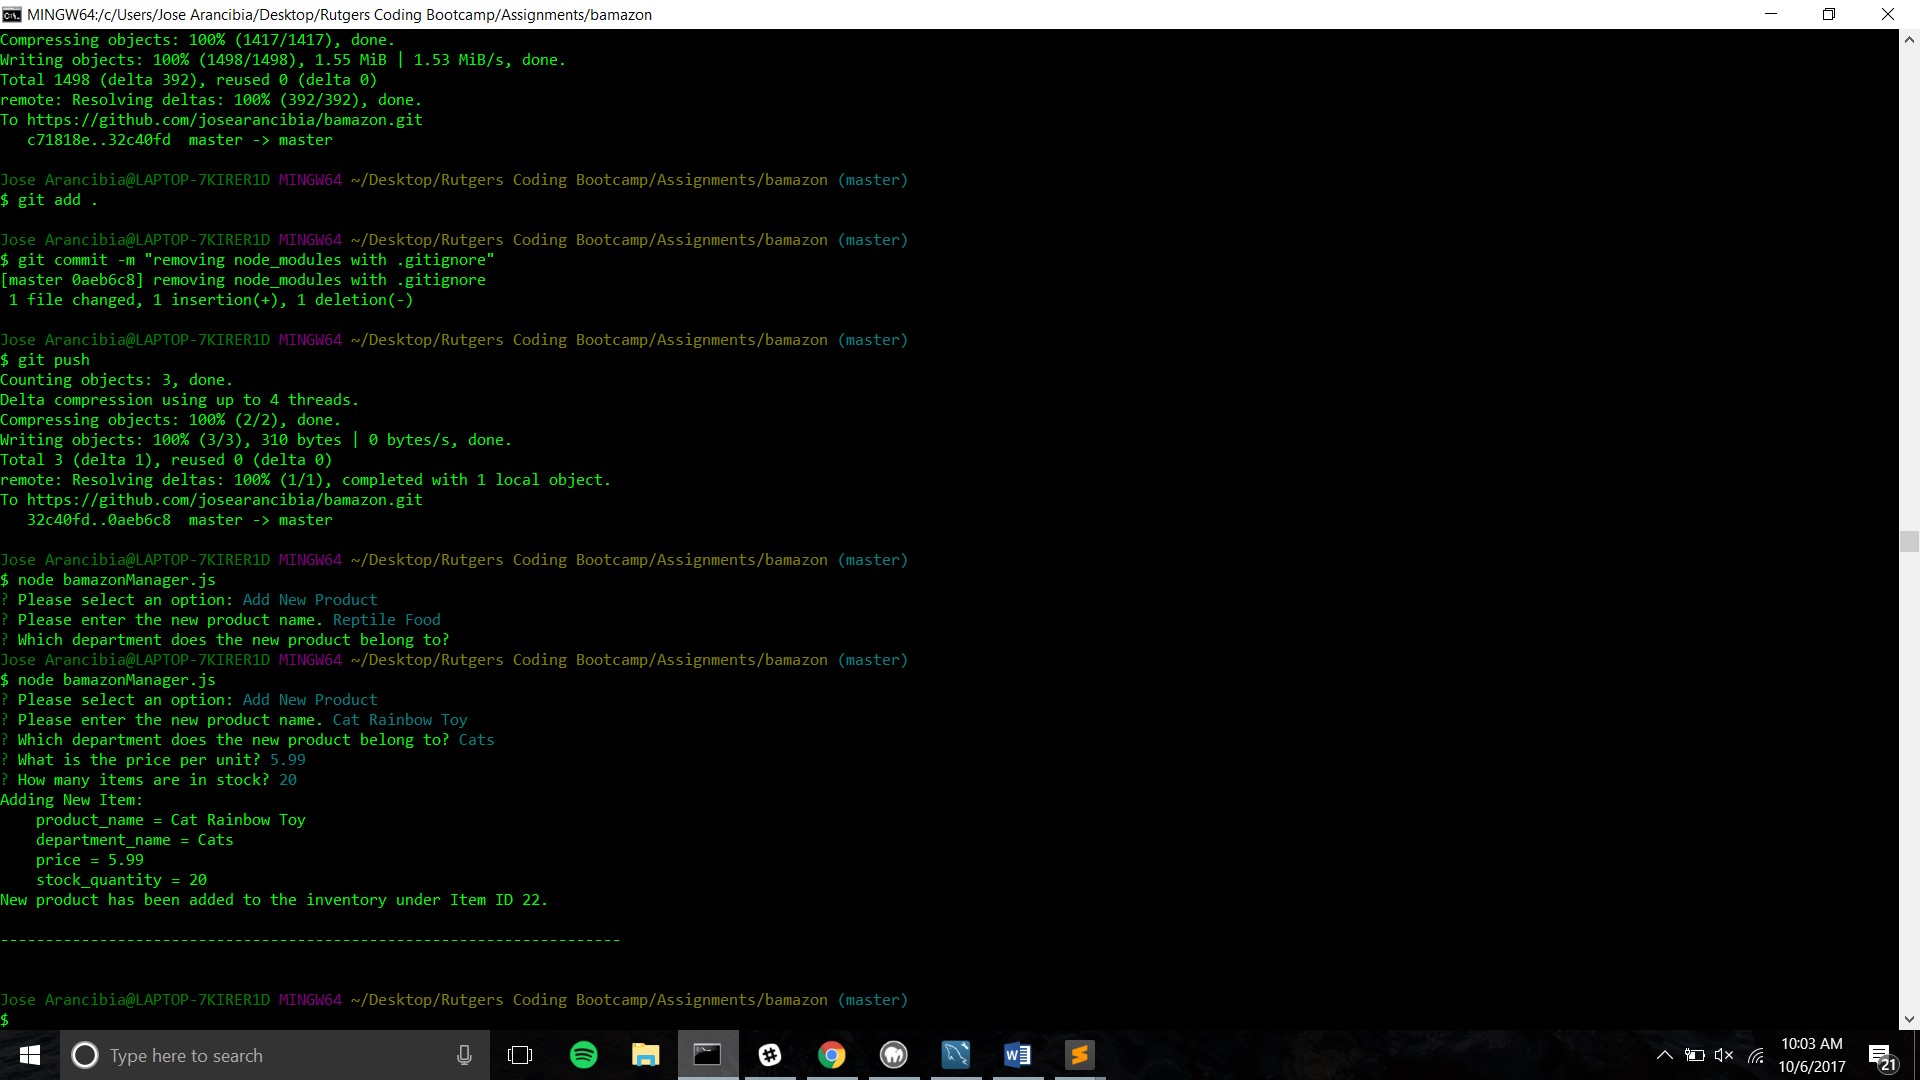 MINGW64:/c/Users/Jose Arancibia/Desktop/Rutgers Coding Bootcamp/Assignments/bamazon
Compressing objects: 100% (1417/1417), done.
Writing objects: 100% (1498/1498), 1.55 MiB | 1.53 MiB/s, done.
Total 1498 (delta 392), reused 0 (delta 0)
remote: Resolving deltas: 100% (392/392), done.
To https://github.com/josearancibia/bamazon.git
   c71818e..32c40fd  master -> master
Jose Arancibia@LAPTOP-7KIRER1D MINGW64 ~/Desktop/Rutgers Coding Bootcamp/Assignments/bamazon (master)
$ git add .
Jose Arancibia@LAPTOP-7KIRER1D MINGW64 ~/Desktop/Rutgers Coding Bootcamp/Assignments/bamazon (master)
$ git commit -m "removing node_modules with .gitignore"
[master 0aeb6c8] removing node_modules with .gitignore
 1 file changed, 1 insertion(+), 1 deletion(-)
Jose Arancibia@LAPTOP-7KIRER1D MINGW64 ~/Desktop/Rutgers Coding Bootcamp/Assignments/bamazon (master)
$ git push
Counting objects: 3, done.
Delta compression using up to 4 threads.
Compressing objects: 100% (2/2), done.
Writing objects: 100% (3/3), 310 bytes | 0 bytes/s, done.
Total 3 (delta 1), reused 0 (delta 0)
remote: Resolving deltas: 100% (1/1), completed with 1 local object.
To https://github.com/josearancibia/bamazon.git
   32c40fd..0aeb6c8  master -> master
Jose Arancibia@LAPTOP-7KIRER1D MINGW64 ~/Desktop/Rutgers Coding Bootcamp/Assignments/bamazon (master)
$ node bamazonManager.js
? Please select an option: Add New Product
? Please enter the new product name. Reptile Food
? Which department does the new product belong to?
Jose Arancibia@LAPTOP-7KIRER1D MINGW64 ~/Desktop/Rutgers Coding Bootcamp/Assignments/bamazon (master)
$ node bamazonManager.js
? Please select an option: Add New Product
? Please enter the new product name. Cat Rainbow Toy
? Which department does the new product belong to? Cats
? What is the price per unit? 5.99
? How many items are in stock? 20
Adding New Item:
    product_name = Cat Rainbow Toy
    department_name = Cats
    price = 5.99
    stock_quantity = 20
New product has been added to the inventory under Item ID 22.
---------------------------------------------------------------------
Jose Arancibia@LAPTOP-7KIRER1D MINGW64 ~/Desktop/Rutgers Coding Bootcamp/Assignments/bamazon (master)
$
Type here to search
10:03 AM
10/6/2017
21